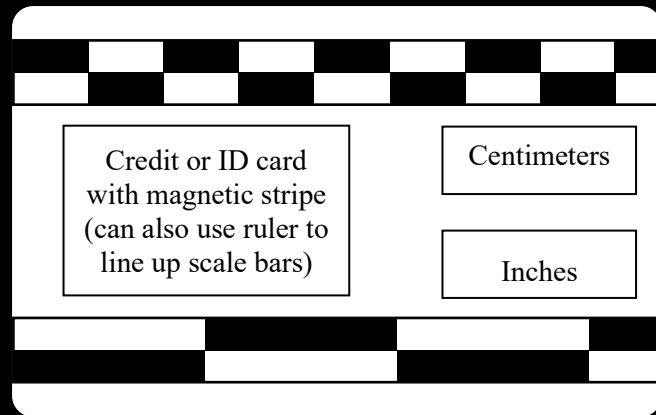 Credit or ID card
with magnetic stripe
(can also use ruler to
line up scale bars)
Centimeters
Inches